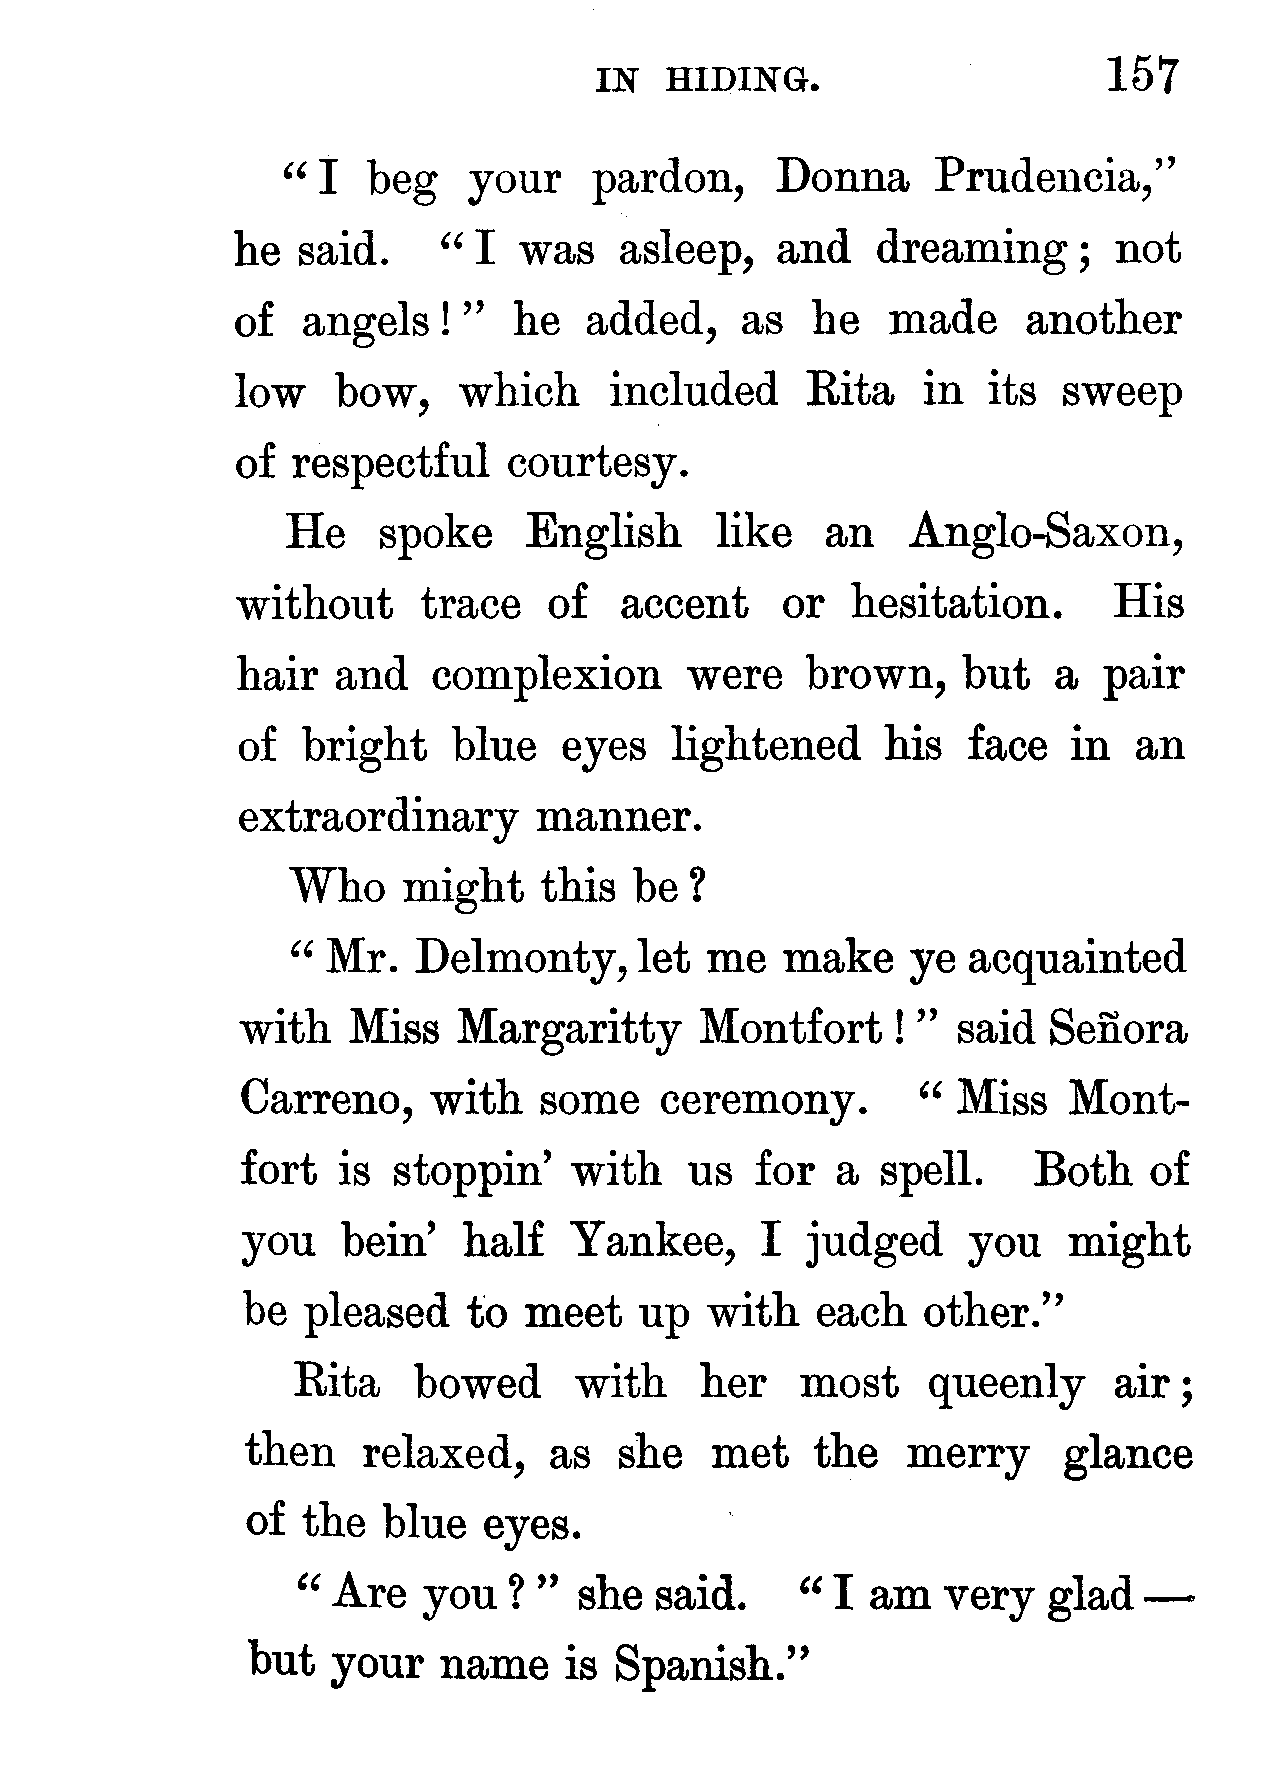 IN HIDING. 157
"I beg your pardon, Donna Prudencia,"
he said. "I was asleep, and dreaming; not
of angels!" he added, as he made another
low bow, which included Rita in its sweep
of respectful courtesy.
He spoke English like an Anglo-Saxon,
without trace of accent or hesitation. His
hair and complexion were brown, but a pair
of bright blue eyes lightened his face in an
extraordinary manner.
Who might this be?
"Mr. Delmonty, let me make ye acquainted
with Miss Margaritty Montfort!" said Señora
Carreno, with some ceremony. "Miss Mont-
fort is stoppin' with us for a spell. Both of
you bein' half Yankee, I judged you might
be pleased to meet up with each other."
Rita bowed with her most queenly air;
then relaxed, as she met the merry glance
of the blue eyes.
"Are you?" she said. "I am very glad—
but your name is Spanish."